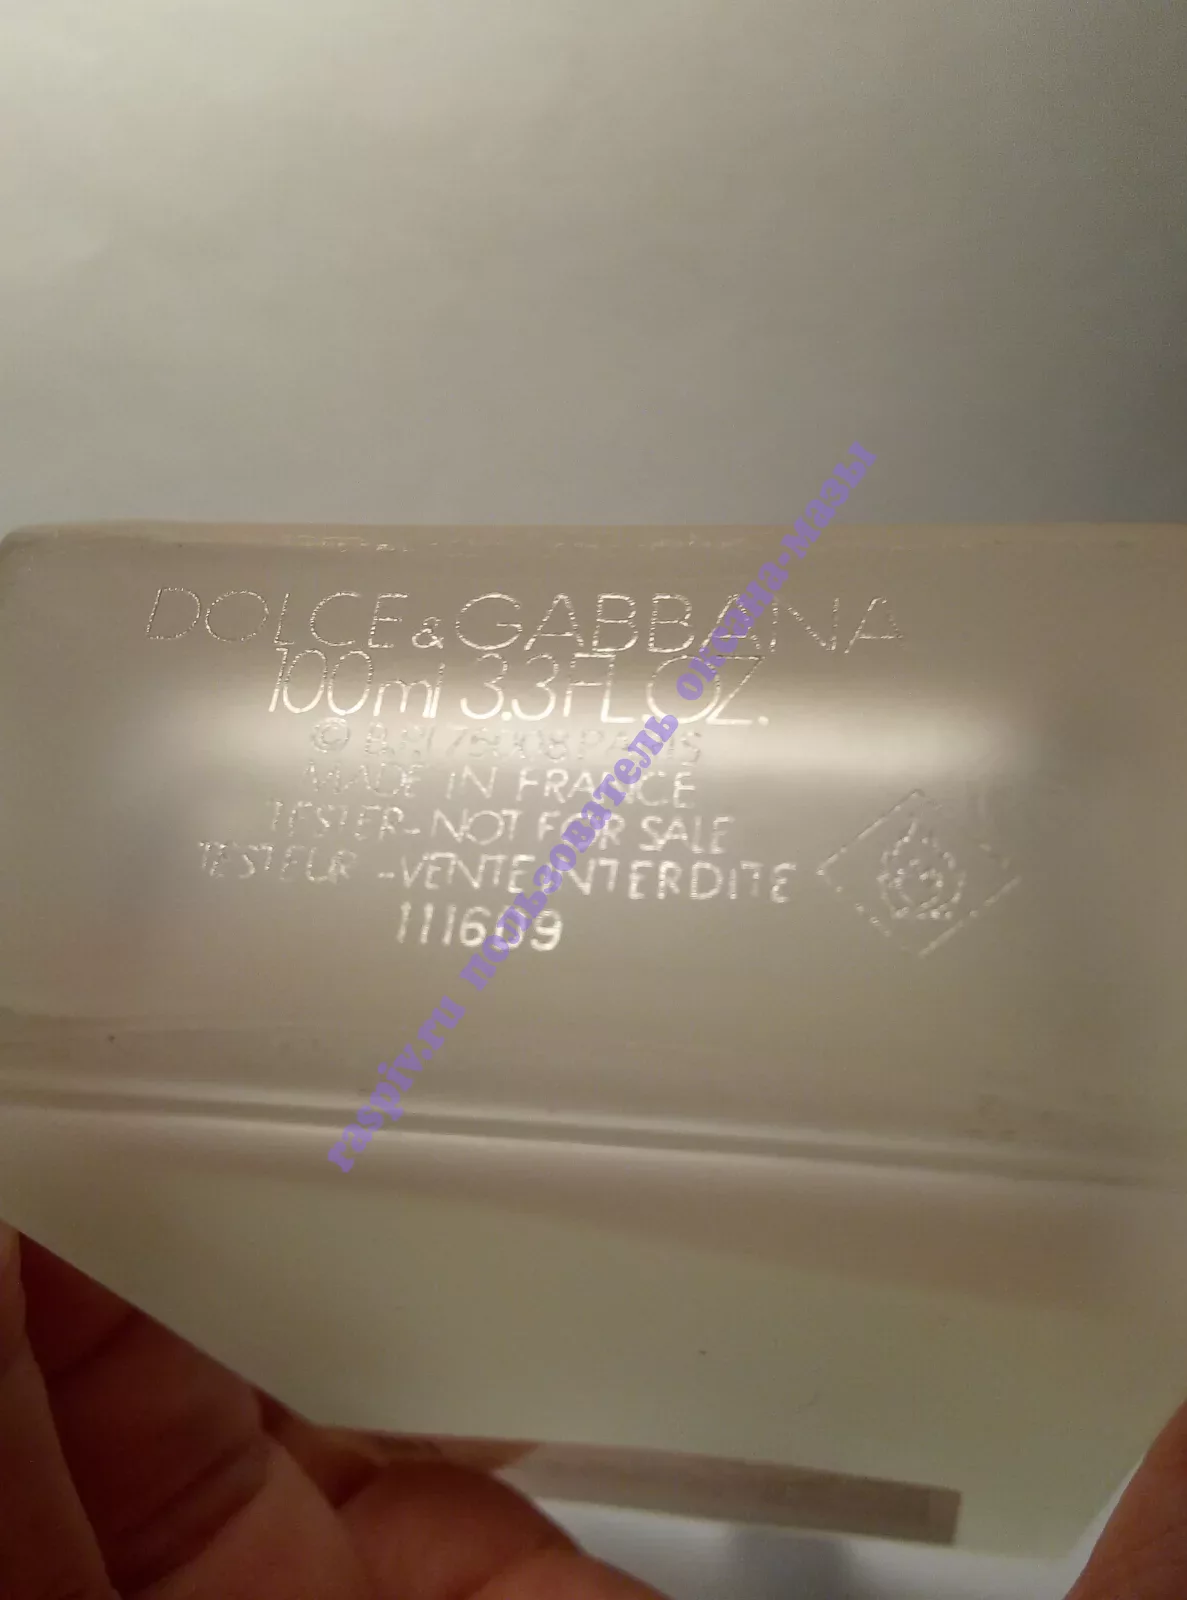 DOLCE & GABBANA
100ml 3.3FL.OZ.
©
MADE IN FRANCE
TESTER-NOT FOR SALE
TESTEUR-VENTE INTERDITE
raspiv.ru пользователь оксана-мазы